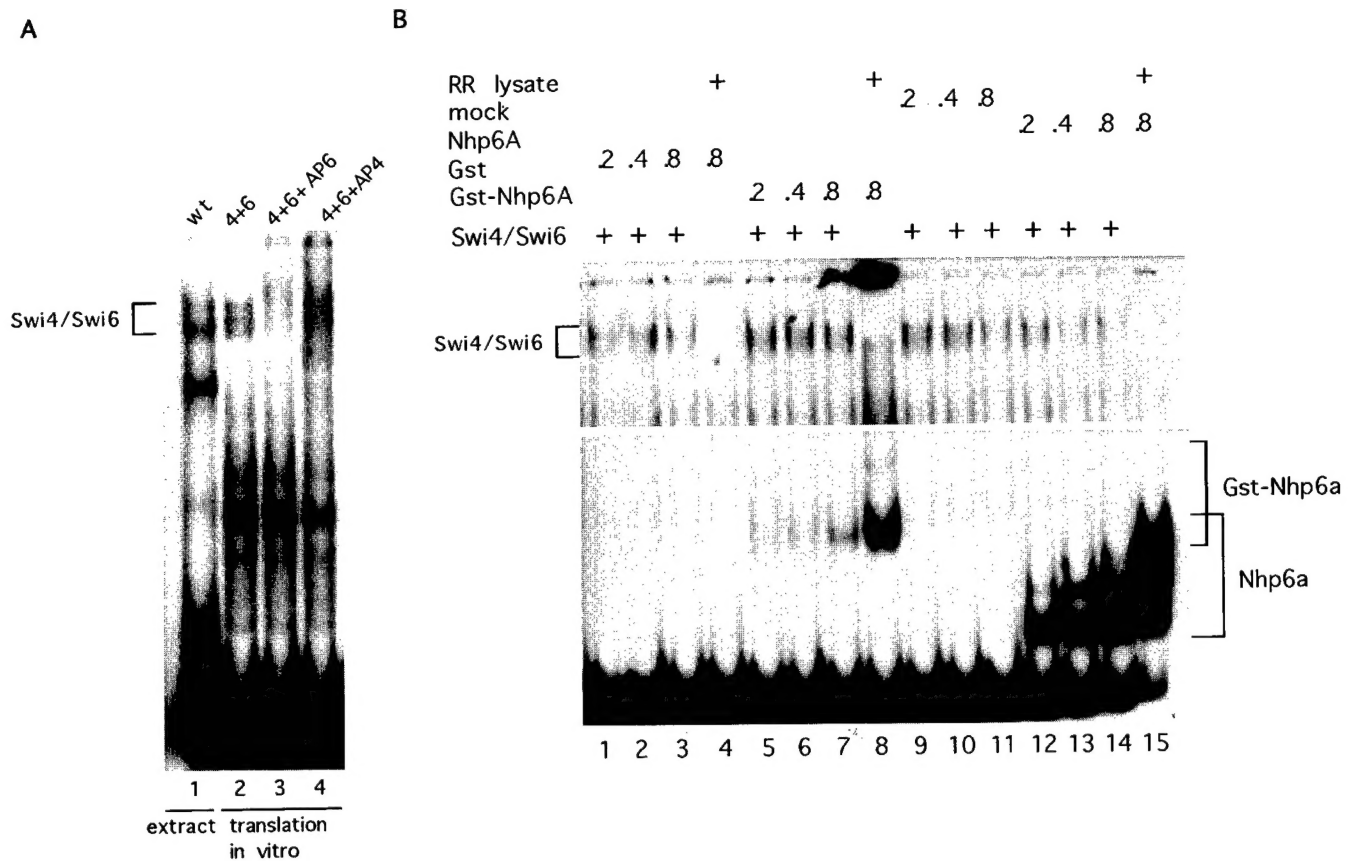 A
B
RR lysate + + +
mock .2 .4 .8
Nhp6A .2 .4 .8 .8
Gst .2 .4 .8 .8
Gst-Nhp6A .2 .4 .8 .8
Swi4/Swi6 + + + + + + + + + + + +
wt 4+6 4+6+AP6 4+6+AP4
Swi4/Swi6
Swi4/Swi6
Gst-Nhp6a
Nhp6a
1 2 3 4
extract translation
in vitro
1 2 3 4 5 6 7 8 9 10 11 12 13 14 15